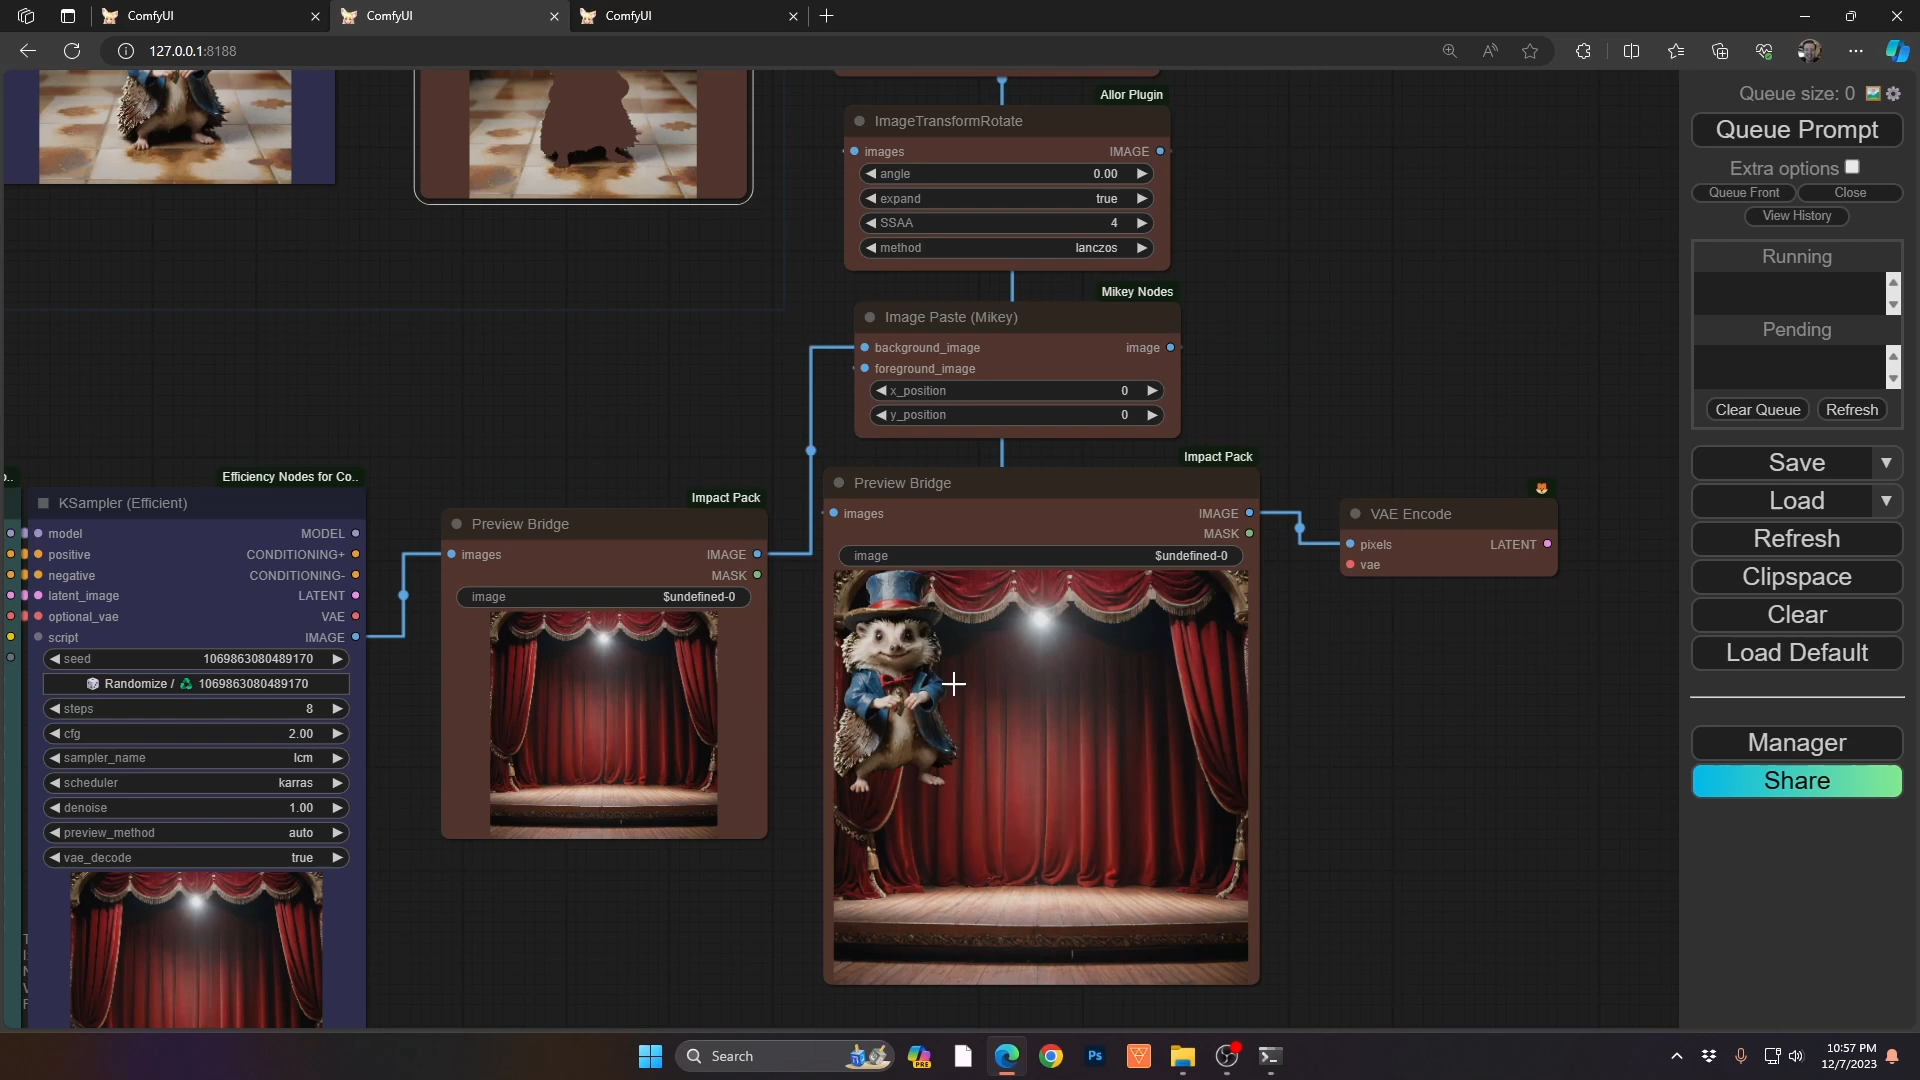 ComfyUI
ComfyUI
ComfyUI
127.0.0.1:8188
Queue size: 0
Queue Prompt
Extra options
Queue Front
Close
View History
Running
Pending
Clear Queue
Refresh
Save
Load
Refresh
Clipspace
Clear
Load Default
Manager
Share
Allor Plugin
ImageTransformRotate
images IMAGE
angle 0.00
expand true
SSAA 4
method lanczos
Mikey Nodes
Image Paste (Mikey)
background_image image
foreground_image
x_position 0
y_position 0
Efficiency Nodes for Co..
KSampler (Efficient)
model MODEL
positive CONDITIONING+
negative CONDITIONING-
latent_image LATENT
optional_vae VAE
script IMAGE
seed 1069863080489170
Randomize / 1069863080489170
steps 8
cfg 2.00
sampler_name lcm
scheduler karras
denoise 1.00
preview_method auto
vae_decode true
Impact Pack
Preview Bridge
images IMAGE
MASK
image $undefined-0
Impact Pack
Preview Bridge
images IMAGE
MASK
image $undefined-0
VAE Encode
pixels LATENT
vae
Search
PRE
Ps
10:57 PM
12/7/2023